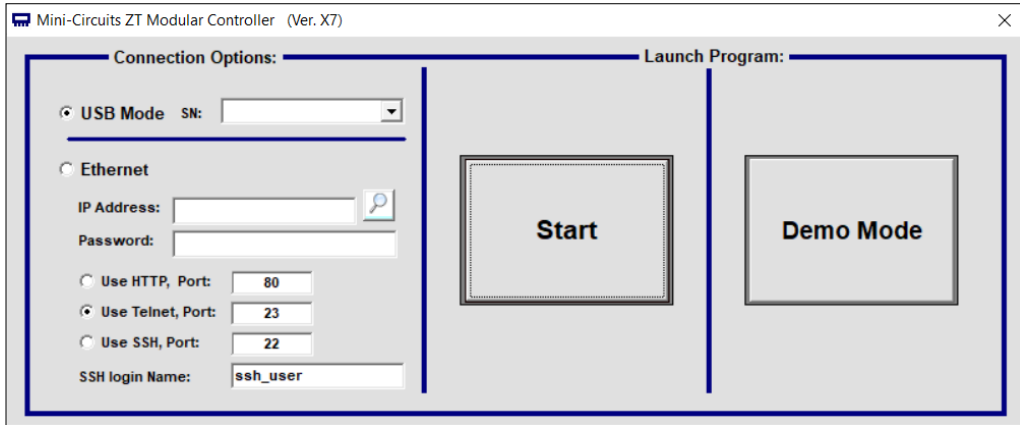 Mini-Circuits ZT Modular Controller (Ver. X7)
Connection Options:
USB Mode SN:
Ethernet
IP Address:
Password:
Use HTTP, Port: 80
Use Telnet, Port: 23
Use SSH, Port: 22
SSH login Name: ssh_user
Launch Program:
Start
Demo Mode